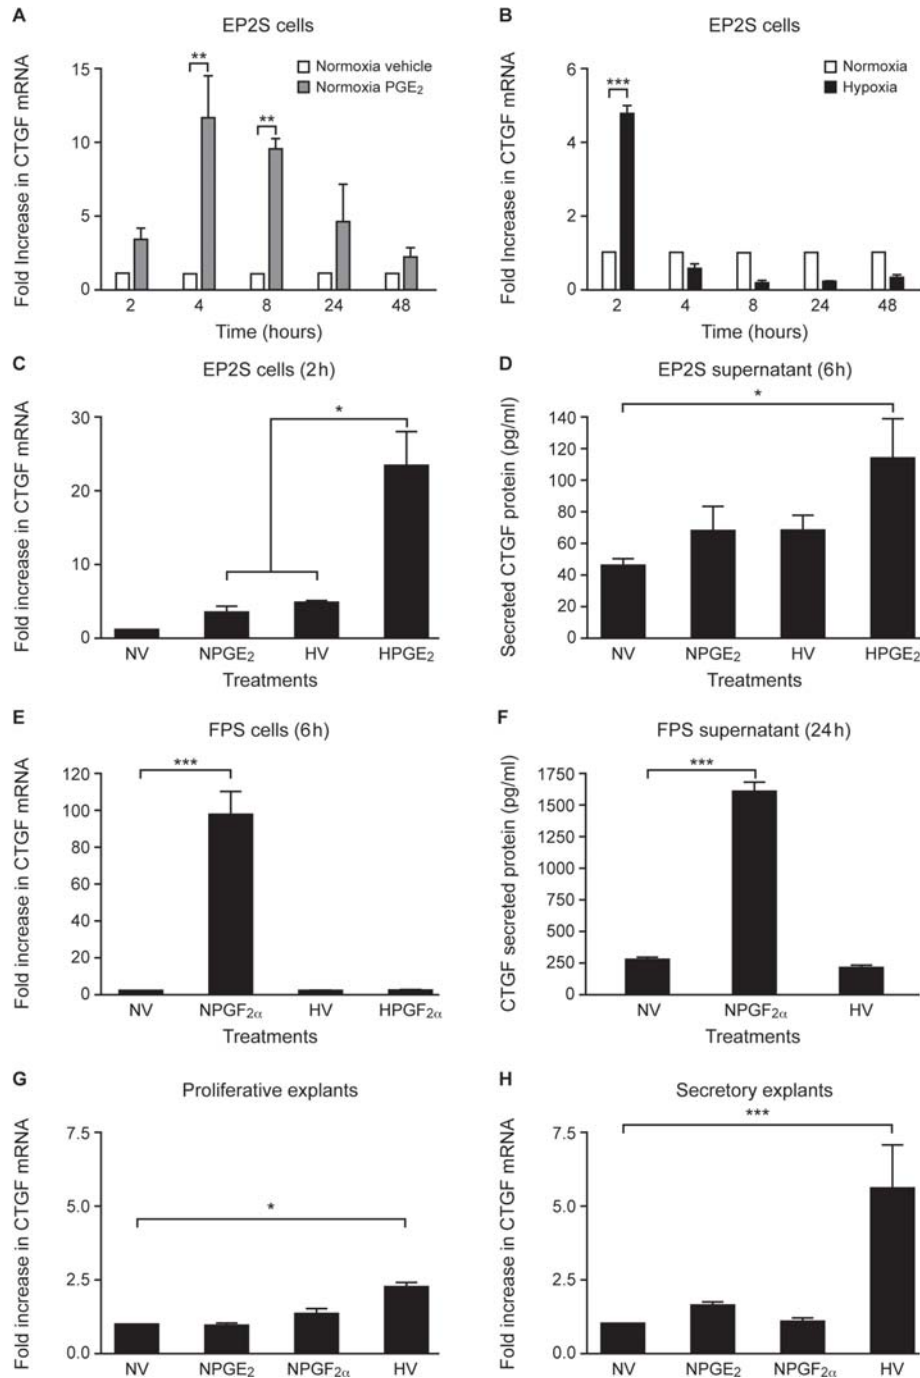 A
EP2S cells
Fold Increase in CTGF mRNA
15
10
5
0
**
**
Normoxia vehicle
Normoxia PGE₂
2 4 8 24 48
Time (hours)
B
EP2S cells
Fold Increase in CTGF mRNA
6
4
2
0
***
Normoxia
Hypoxia
2 4 8 24 48
Time (hours)
C
EP2S cells (2h)
Fold increase in CTGF mRNA
30
20
10
0
*
NV NPGE₂ HV HPGE₂
Treatments
D
EP2S supernatant (6h)
Secreted CTGF protein (pg/ml)
140
120
100
80
60
40
20
0
*
NV NPGE₂ HV HPGE₂
Treatments
E
FPS cells (6h)
Fold increase in CTGF mRNA
120
100
80
60
40
20
0
***
NV NPGF₂α HV HPGF₂α
Treatments
F
FPS supernatant (24h)
CTGF secreted protein (pg/ml)
1750
1500
1250
1000
750
500
250
0
***
NV NPGF₂α HV
Treatments
G
Proliferative explants
Fold increase in CTGF mRNA
7.5
5.0
2.5
0.0
*
NV NPGE₂ NPGF₂α HV
H
Secretory explants
Fold increase in CTGF mRNA
7.5
5.0
2.5
0.0
***
NV NPGE₂ NPGF₂α HV